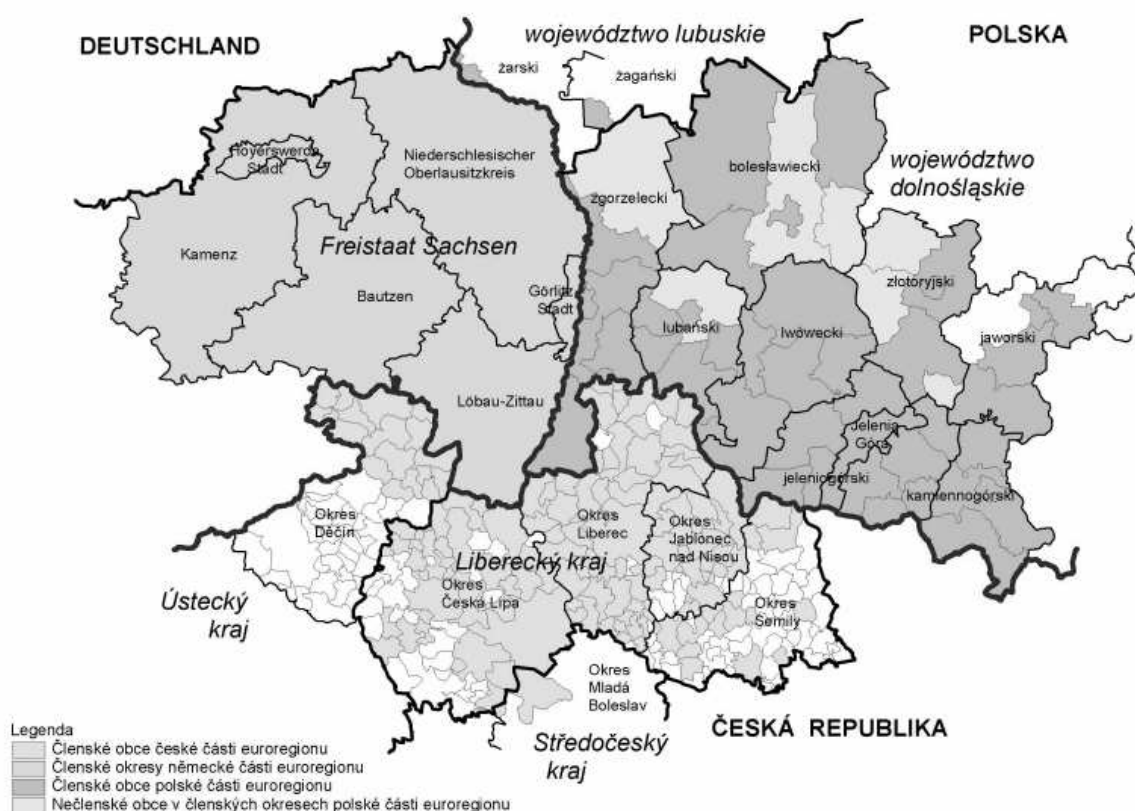 DEUTSCHLAND
województwo lubuskie
POLSKA
żarski
żagański
Hoyerswerda
Stadt
Niederschlesischer
Oberlausitzkreis
bolesławiecki
województwo
dolnośląskie
zgorzelecki
Kamenz
Freistaat Sachsen
Bautzen
Görlitz
Stadt
złotoryjski
lubański
lwówecki
jaworski
Löbau-Zittau
Jelenia
Góra
jeleniogórski
kamiennogórski
Okres
Děčín
Okres
Liberec
Okres
Jablonec
nad Nisou
Liberecký kraj
Okres
Česká Lípa
Ústecký
kraj
Okres
Semily
Okres
Mladá
Boleslav
Středočeský
kraj
ČESKÁ REPUBLIKA
Legenda
Členské obce české části euroregionu
Členské okresy německé části euroregionu
Členské obce polské části euroregionu
Nečlenské obce v členských okresech polské části euroregionu